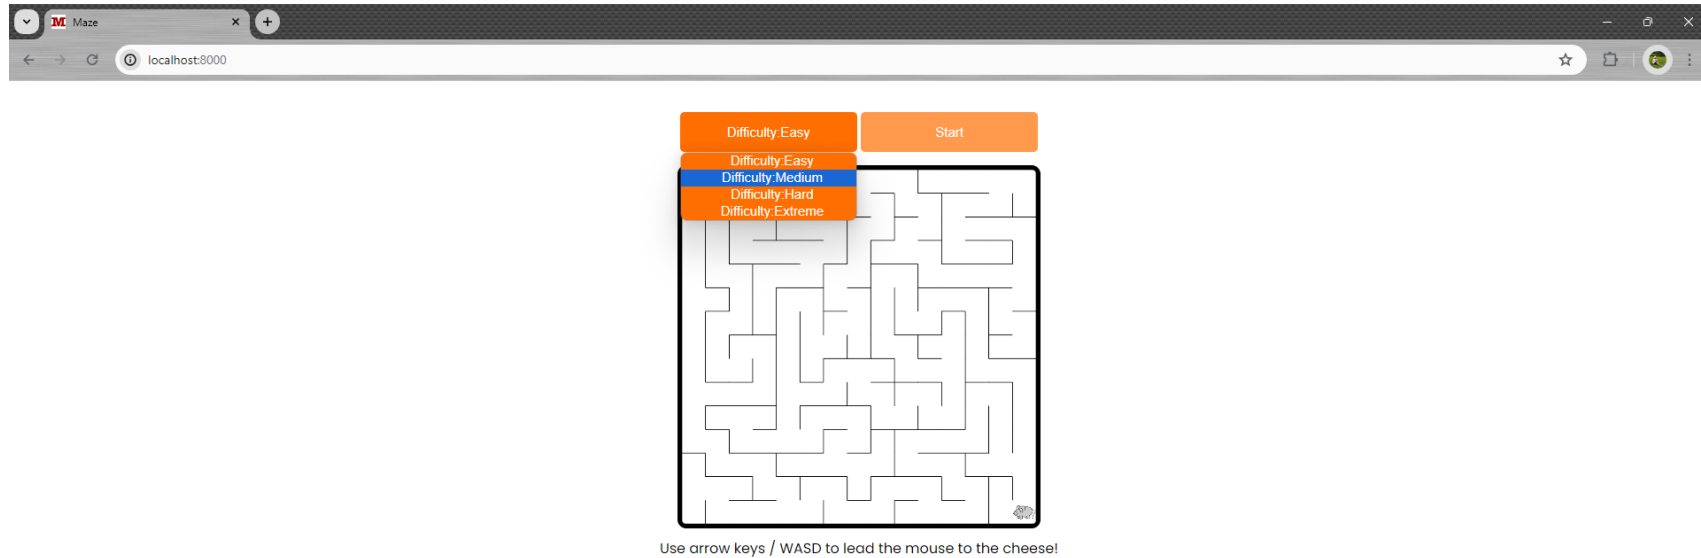 M Maze
localhost:8000
Difficulty:Easy
Start
Difficulty:Easy
Difficulty:Medium
Difficulty:Hard
Difficulty:Extreme
Use arrow keys / WASD to lead the mouse to the cheese!